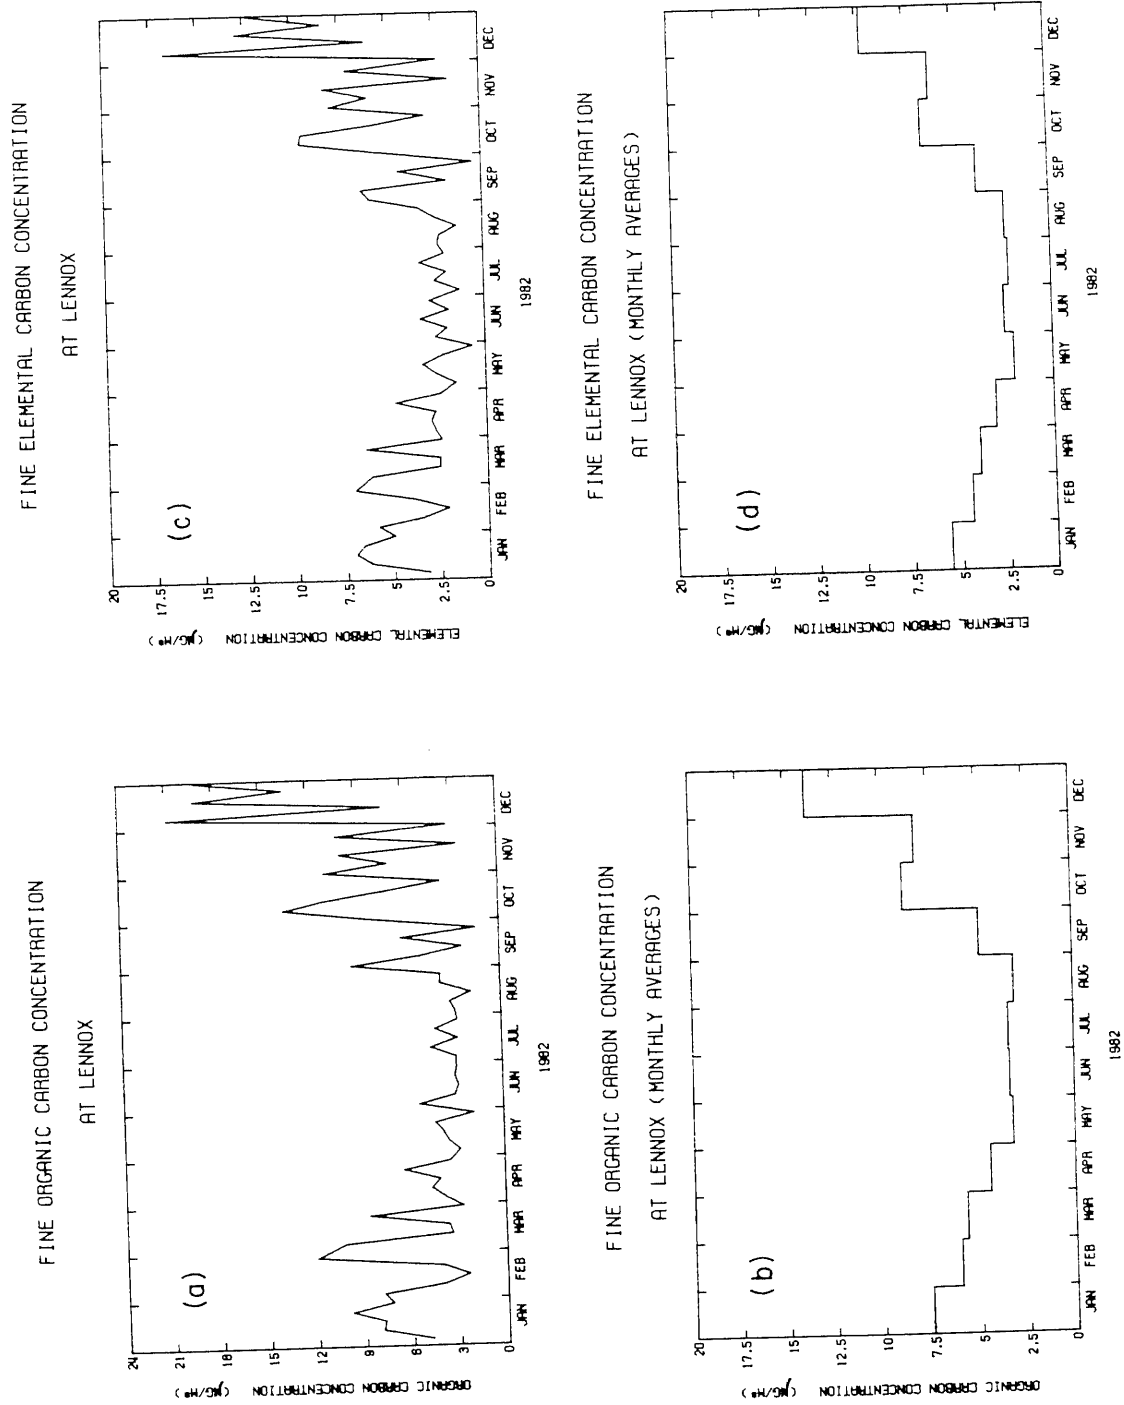 FINE ORGANIC CARBON CONCENTRATION
AT LENNOX
(a)
ORGANIC CARBON CONCENTRATION (μG/M³)
24
21
18
15
12
9
6
3
0
JAN FEB MAR APR MAY JUN JUL AUG SEP OCT NOV DEC
1982
FINE ORGANIC CARBON CONCENTRATION
AT LENNOX (MONTHLY AVERAGES)
(b)
ORGANIC CARBON CONCENTRATION (μG/M³)
20
17.5
15
12.5
10
7.5
5
2.5
0
JAN FEB MAR APR MAY JUN JUL AUG SEP OCT NOV DEC
1982
FINE ELEMENTAL CARBON CONCENTRATION
AT LENNOX
(c)
ELEMENTAL CARBON CONCENTRATION (μG/M³)
20
17.5
15
12.5
10
7.5
5
2.5
0
JAN FEB MAR APR MAY JUN JUL AUG SEP OCT NOV DEC
1982
FINE ELEMENTAL CARBON CONCENTRATION
AT LENNOX (MONTHLY AVERAGES)
(d)
ELEMENTAL CARBON CONCENTRATION (μG/M³)
20
17.5
15
12.5
10
7.5
5
2.5
0
JAN FEB MAR APR MAY JUN JUL AUG SEP OCT NOV DEC
1982